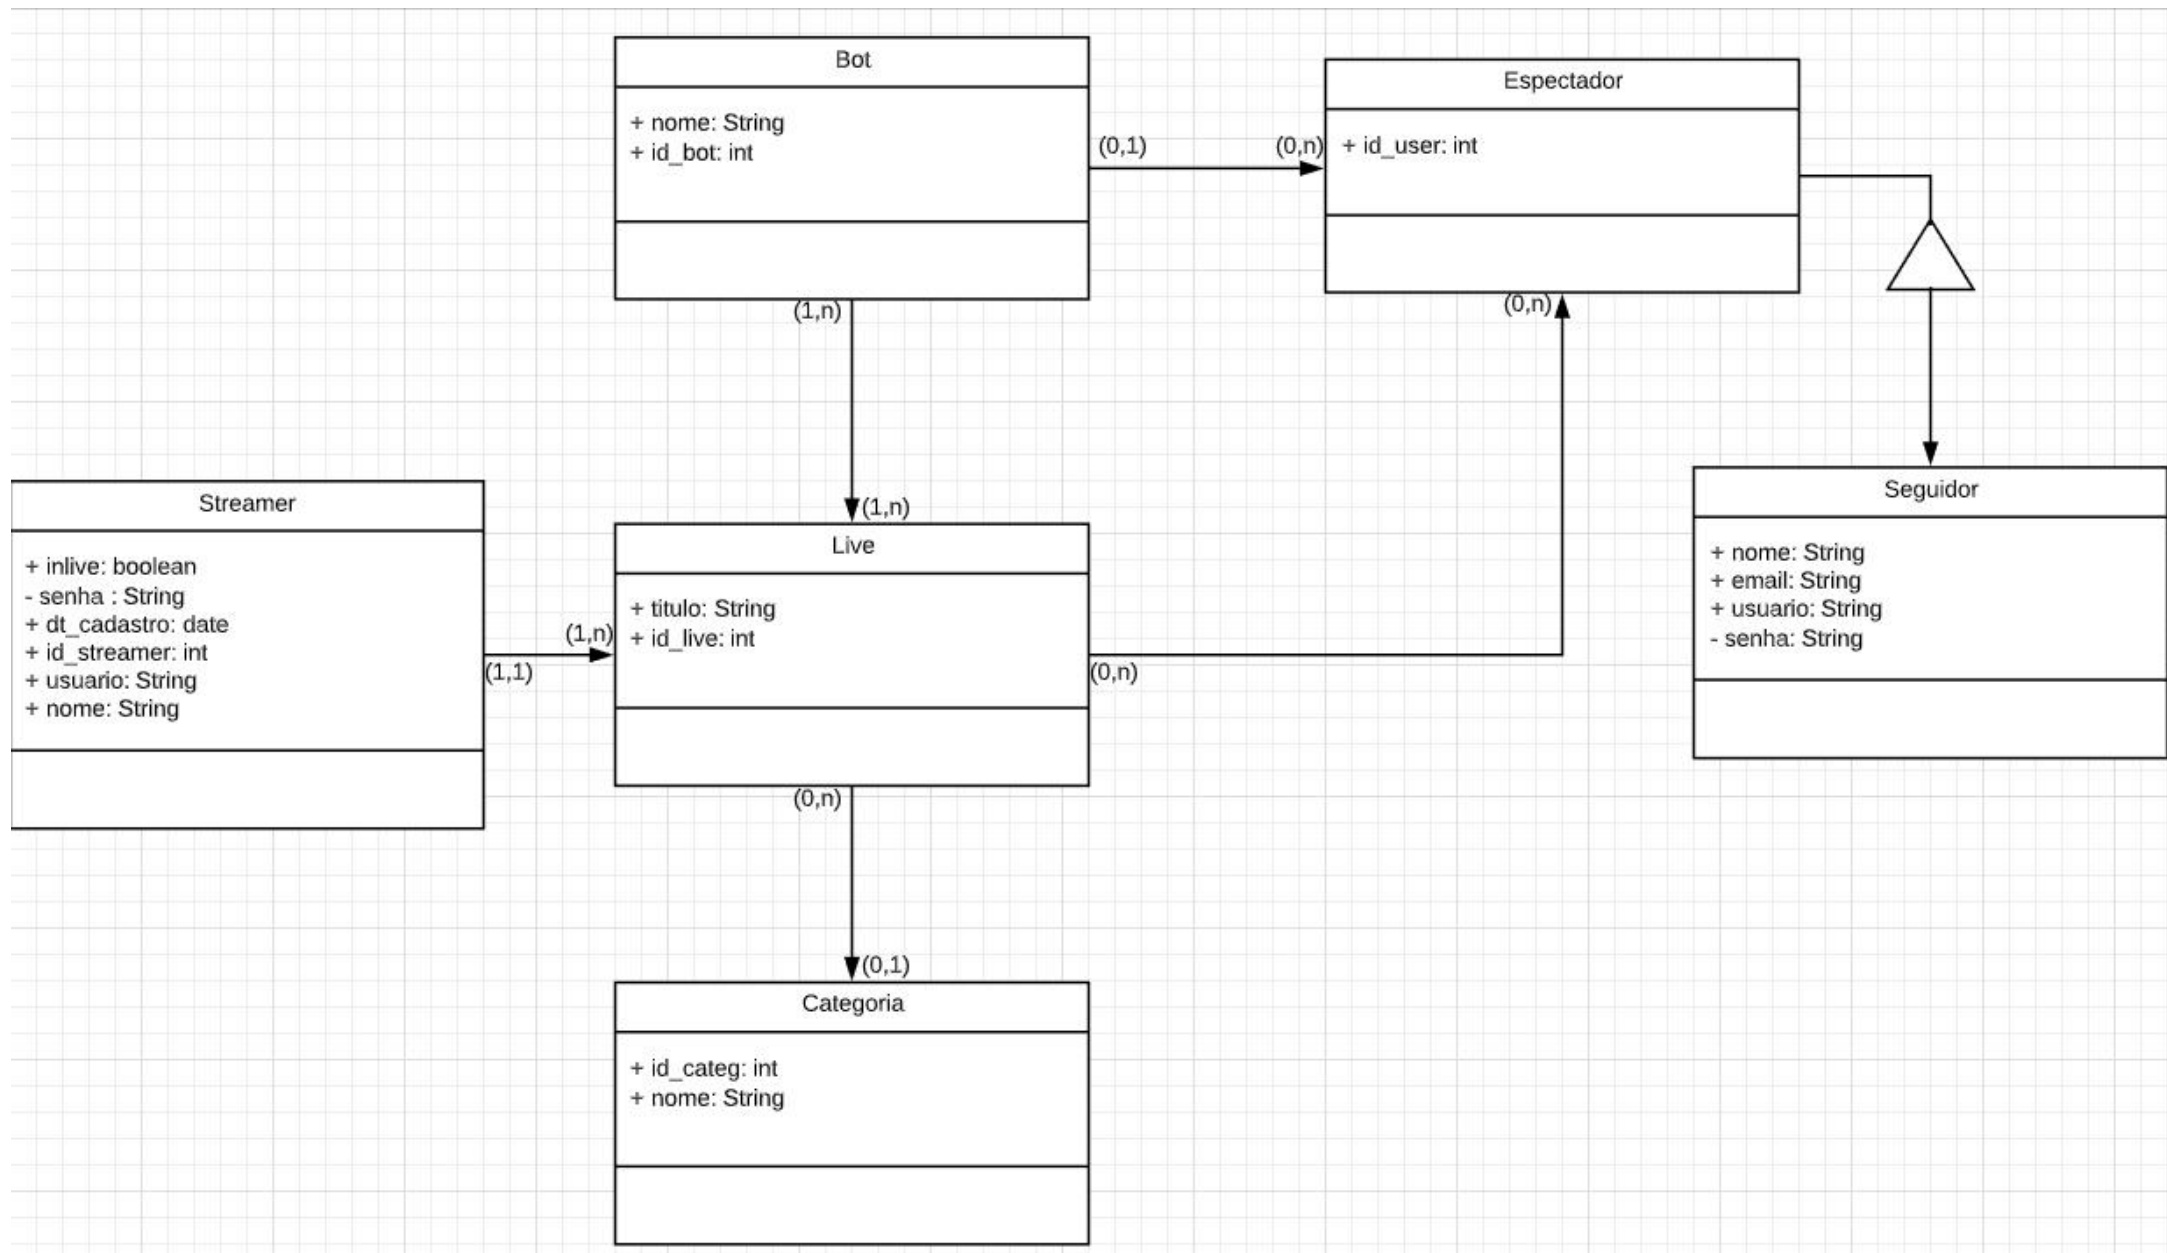 Bot
+ nome: String
+ id_bot: int
(0,1)
(0,n)
Espectador
+ id_user: int
(1,n)
(0,n)
(1,n)
Streamer
+ inlive: boolean
- senha : String
+ dt_cadastro: date
+ id_streamer: int
+ usuario: String
+ nome: String
(1,n)
(1,1)
Live
+ titulo: String
+ id_live: int
(0,n)
Seguidor
+ nome: String
+ email: String
+ usuario: String
- senha: String
(0,n)
(0,1)
Categoria
+ id_categ: int
+ nome: String